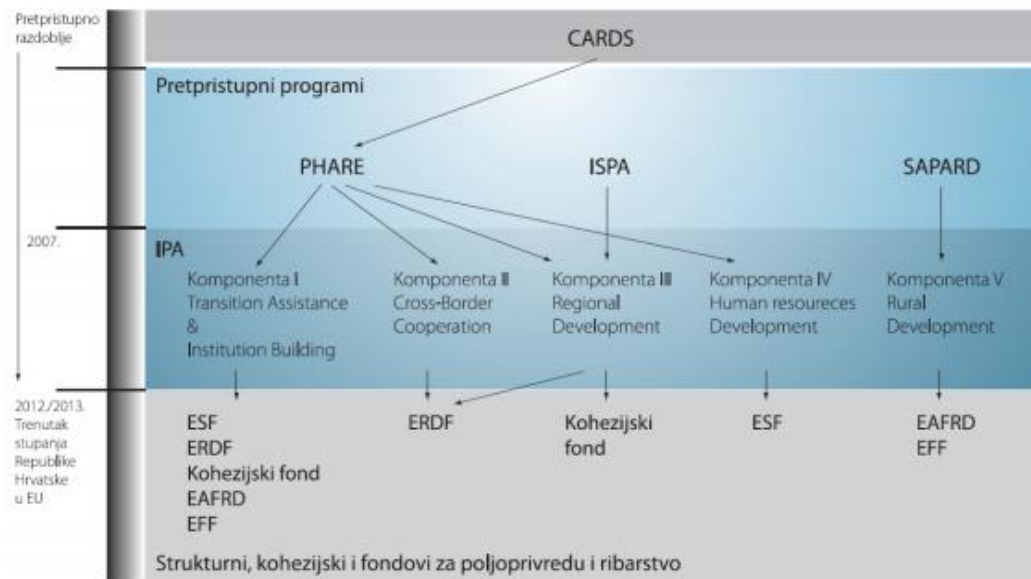 Pretpristupno
razdoblje
CARDS
Pretpristupni programi
PHARE
ISPA
SAPARD
2007.
IPA
Komponenta I
Transition Assistance
&
Institution Building
Komponenta II
Cross-Border
Cooperation
Komponenta III
Regional
Development
Komponenta IV
Human resoureces
Development
Komponenta V
Rural
Development
2012./2013.
Trenutak
stupanja
Republike
Hrvatske
u EU
ESF
ERDF
Kohezijski fond
EAFRD
EFF
ERDF
Kohezijski
fond
ESF
EAFRD
EFF
Strukturni, kohezijski i fondovi za poljoprivredu i ribarstvo